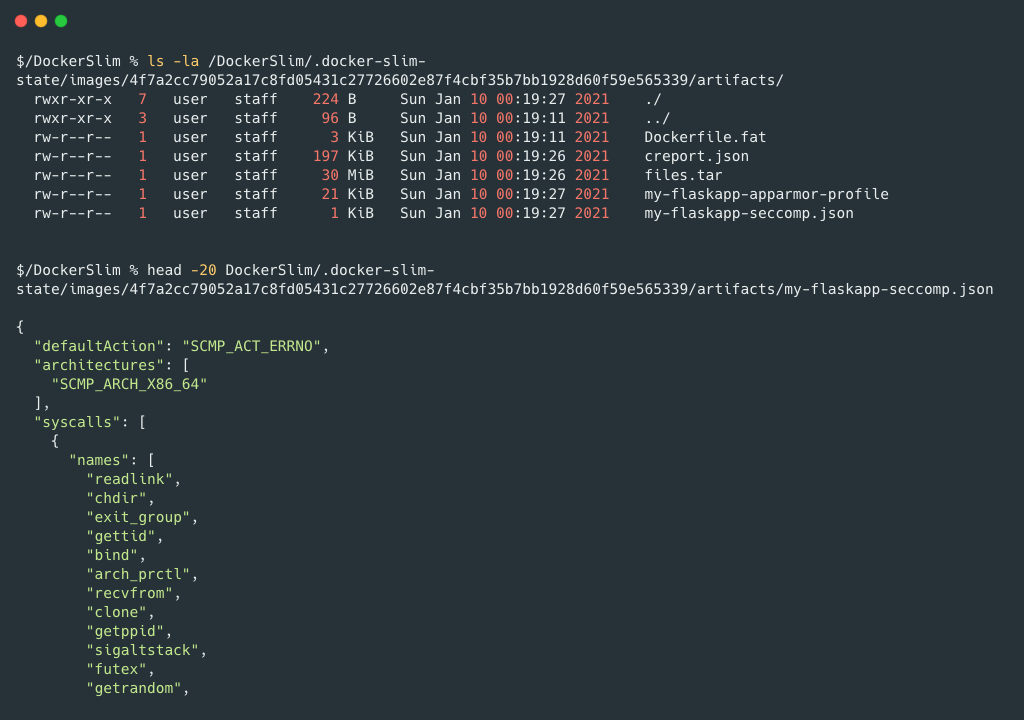 $/DockerSlim % ls -la /DockerSlim/.docker-slim-
state/images/4f7a2cc79052a17c8fd05431c27726602e87f4cbf35b7bb1928d60f59e565339/artifacts/
rwxr-xr-x 7 user staff 224 B Sun Jan 10 00:19:27 2021 ./
rwxr-xr-x 3 user staff 96 B Sun Jan 10 00:19:11 2021 ../
rw-r--r-- 1 user staff 3 KiB Sun Jan 10 00:19:11 2021 Dockerfile.fat
rw-r--r-- 1 user staff 197 KiB Sun Jan 10 00:19:26 2021 creport.json
rw-r--r-- 1 user staff 30 MiB Sun Jan 10 00:19:26 2021 files.tar
rw-r--r-- 1 user staff 21 KiB Sun Jan 10 00:19:27 2021 my-flaskapp-apparmor-profile
rw-r--r-- 1 user staff 1 KiB Sun Jan 10 00:19:27 2021 my-flaskapp-seccomp.json
$/DockerSlim % head -20 DockerSlim/.docker-slim-
state/images/4f7a2cc79052a17c8fd05431c27726602e87f4cbf35b7bb1928d60f59e565339/artifacts/my-flaskapp-seccomp.json
{
"defaultAction": "SCMP_ACT_ERRNO",
"architectures": [
"SCMP_ARCH_X86_64"
],
"syscalls": [
{
"names": [
"readlink",
"chdir",
"exit_group",
"gettid",
"bind",
"arch_prctl",
"recvfrom",
"clone",
"getppid",
"sigaltstack",
"futex",
"getrandom",